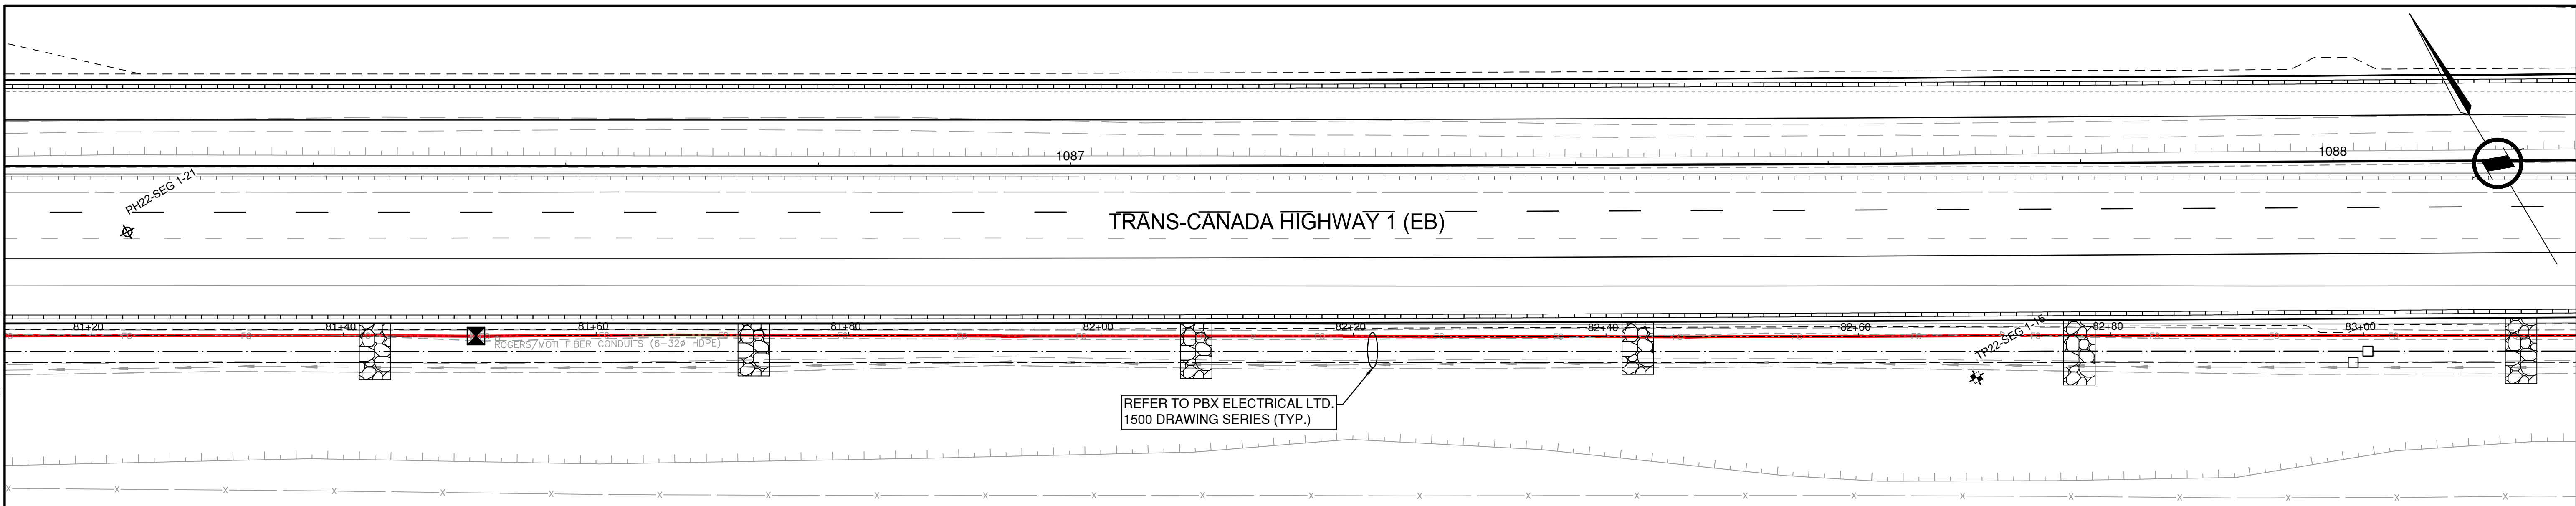 1087
1088
PH22-SEG 1-21
TRANS-CANADA HIGHWAY 1 (EB)
81+20
81+40
81+60
81+80
82+00
82+20
82+40
82+60
82+80
83+00
ROGERS/MOTI FIBER CONDUITS (6-32ø HDPE)
TP22-SEG 1-16
REFER TO PBX ELECTRICAL LTD.
1500 DRAWING SERIES (TYP.)